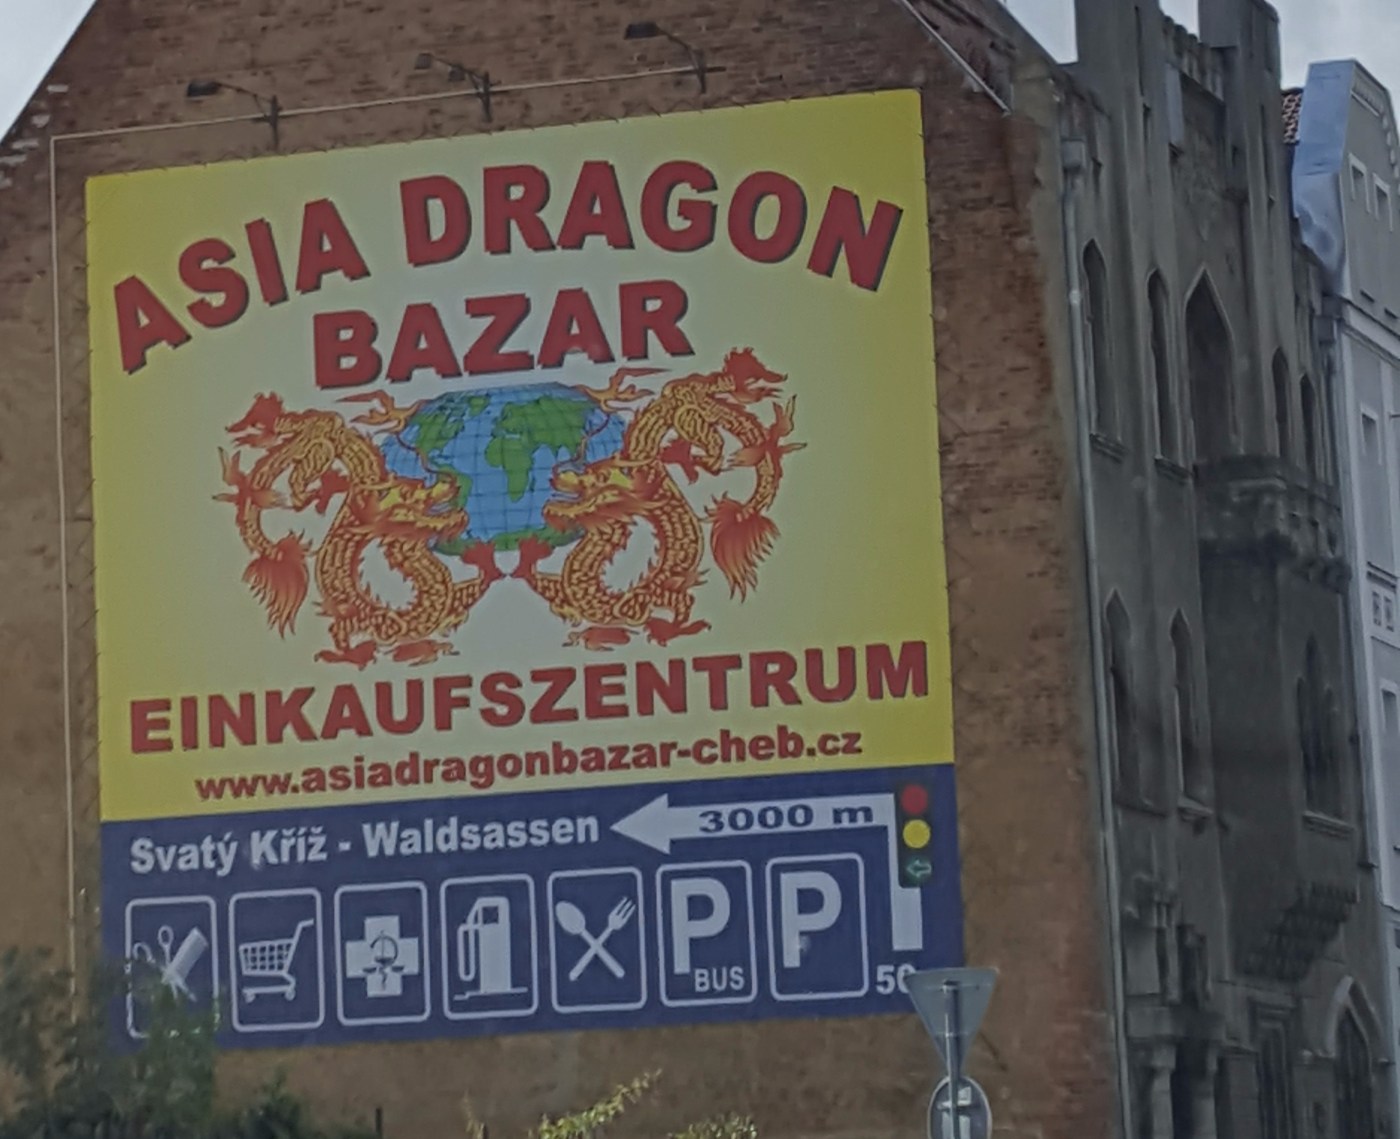 ASIA DRAGON
BAZAR
EINKAUFSZENTRUM
www.asiadragonbazar-cheb.cz
Svatý Kříž - Waldsassen
3000 m
P
BUS
P